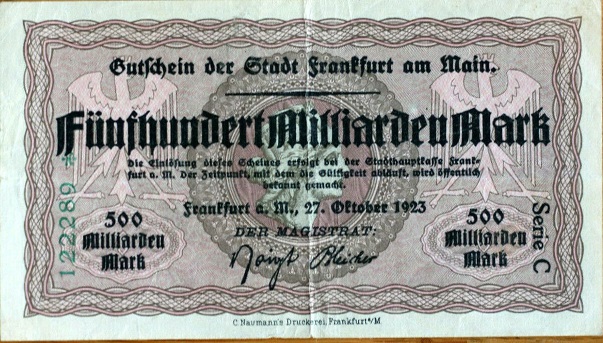 Gutschein der Stadt Frankfurt am Main.
Fünfhundert Milliarden Mark
Die Einlösung dieses Scheines erfolgt bei der Stadthauptkasse Frank-
furt a. M. Der Zeitpunkt, mit dem die Gültigkeit abläuft, wird öffentlich
bekannt gemacht.
Frankfurt a. M., 27. Oktober 1923
DER MAGISTRAT:
500
Milliarden
Mark
500
Milliarden
Mark
122289
Serie C
C. Naumann's Druckerei, Frankfurt a/M.